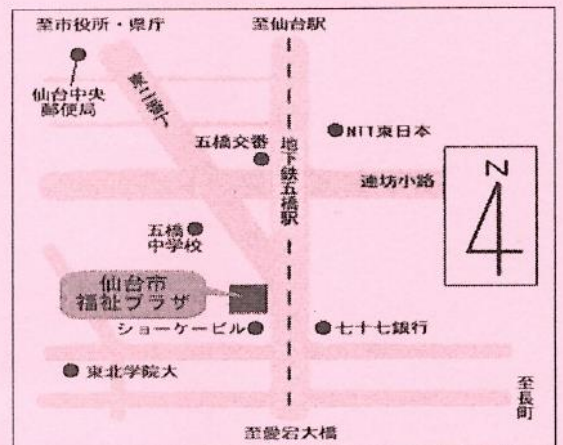 至市役所・県庁
至仙台駅
仙台中央
郵便局
東二番丁
NTT東日本
五橋交番
地下鉄五橋駅
連坊小路
N
五橋
中学校
仙台市
福祉プラザ
ショーケービル
七十七銀行
東北学院大
至長町
至愛宕大橋